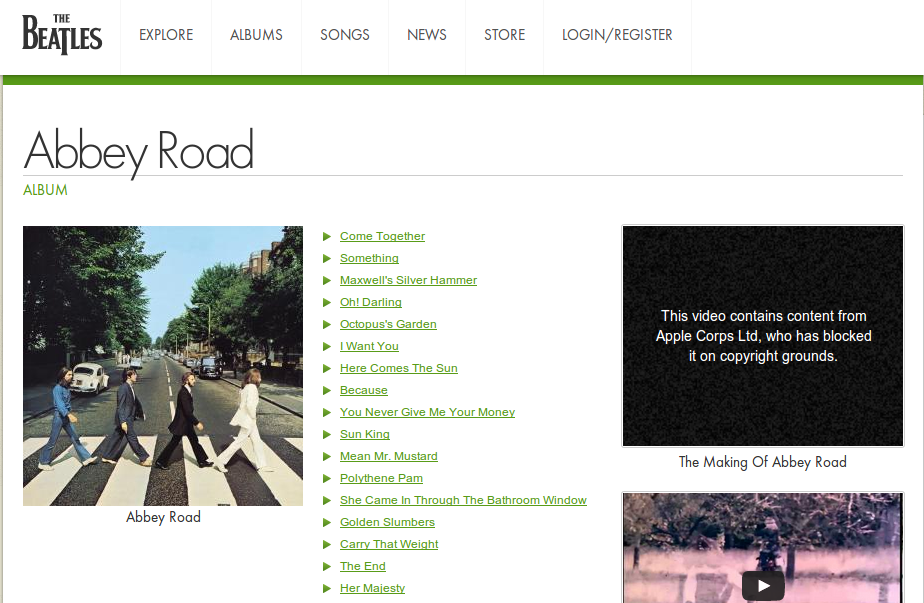 THE
BEATLES
EXPLORE
ALBUMS
SONGS
NEWS
STORE
LOGIN/REGISTER
Abbey Road
ALBUM
Abbey Road
Come Together
Something
Maxwell's Silver Hammer
Oh! Darling
Octopus's Garden
I Want You
Here Comes The Sun
Because
You Never Give Me Your Money
Sun King
Mean Mr. Mustard
Polythene Pam
She Came In Through The Bathroom Window
Golden Slumbers
Carry That Weight
The End
Her Majesty
This video contains content from
Apple Corps Ltd, who has blocked
it on copyright grounds.
The Making Of Abbey Road